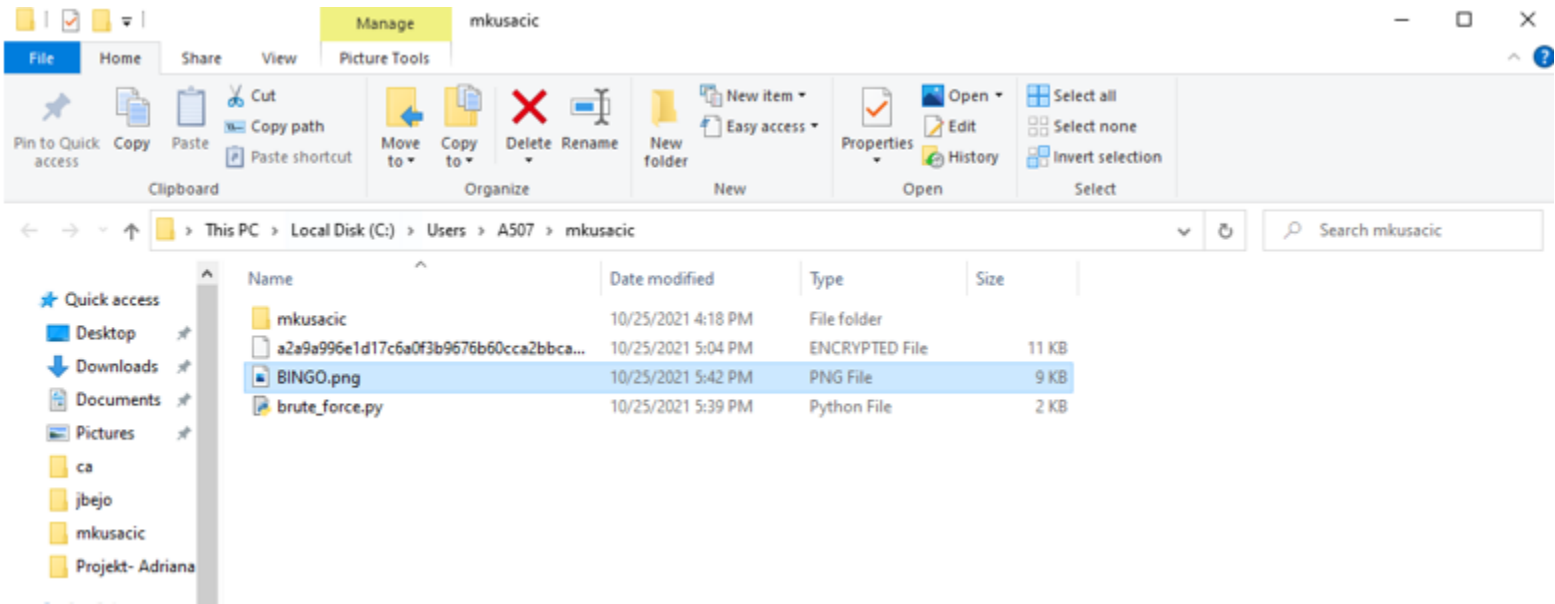 Manage mkusacic
File Home Share View Picture Tools
Pin to Quick access
Copy
Paste
Cut
Copy path
Paste shortcut
Clipboard
Move to
Copy to
Delete
Rename
Organize
New folder
New item
Easy access
New
Properties
Open
Edit
History
Open
Select all
Select none
Invert selection
Select
This PC > Local Disk (C:) > Users > A507 > mkusacic
Search mkusacic
Quick access
Desktop
Downloads
Documents
Pictures
ca
jbejo
mkusacic
Projekt- Adriana
Name Date modified Type Size
mkusacic 10/25/2021 4:18 PM File folder
a2a9a996e1d17c6a0f3b9676b60cca2bbca... 10/25/2021 5:04 PM ENCRYPTED File 11 KB
BINGO.png 10/25/2021 5:42 PM PNG File 9 KB
brute_force.py 10/25/2021 5:39 PM Python File 2 KB